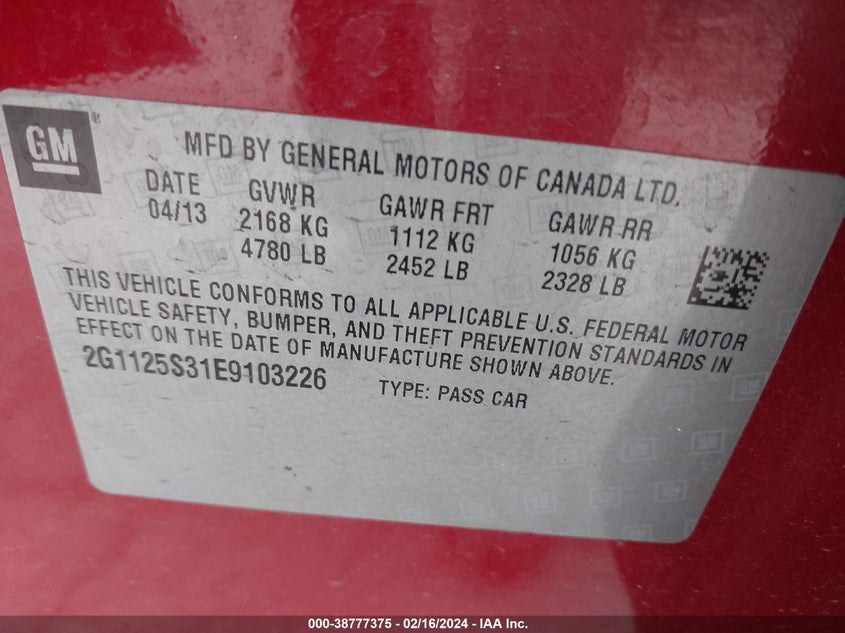 GM®
MFD BY GENERAL MOTORS OF CANADA LTD.
DATE GVWR GAWR FRT GAWR RR
04/13 2168 KG 1112 KG 1056 KG
4780 LB 2452 LB 2328 LB
THIS VEHICLE CONFORMS TO ALL APPLICABLE U.S. FEDERAL MOTOR
VEHICLE SAFETY, BUMPER, AND THEFT PREVENTION STANDARDS IN
EFFECT ON THE DATE OF MANUFACTURE SHOWN ABOVE.
2G1125S31E9103226 TYPE: PASS CAR
000-38777375 - 02/16/2024 - IAA Inc.